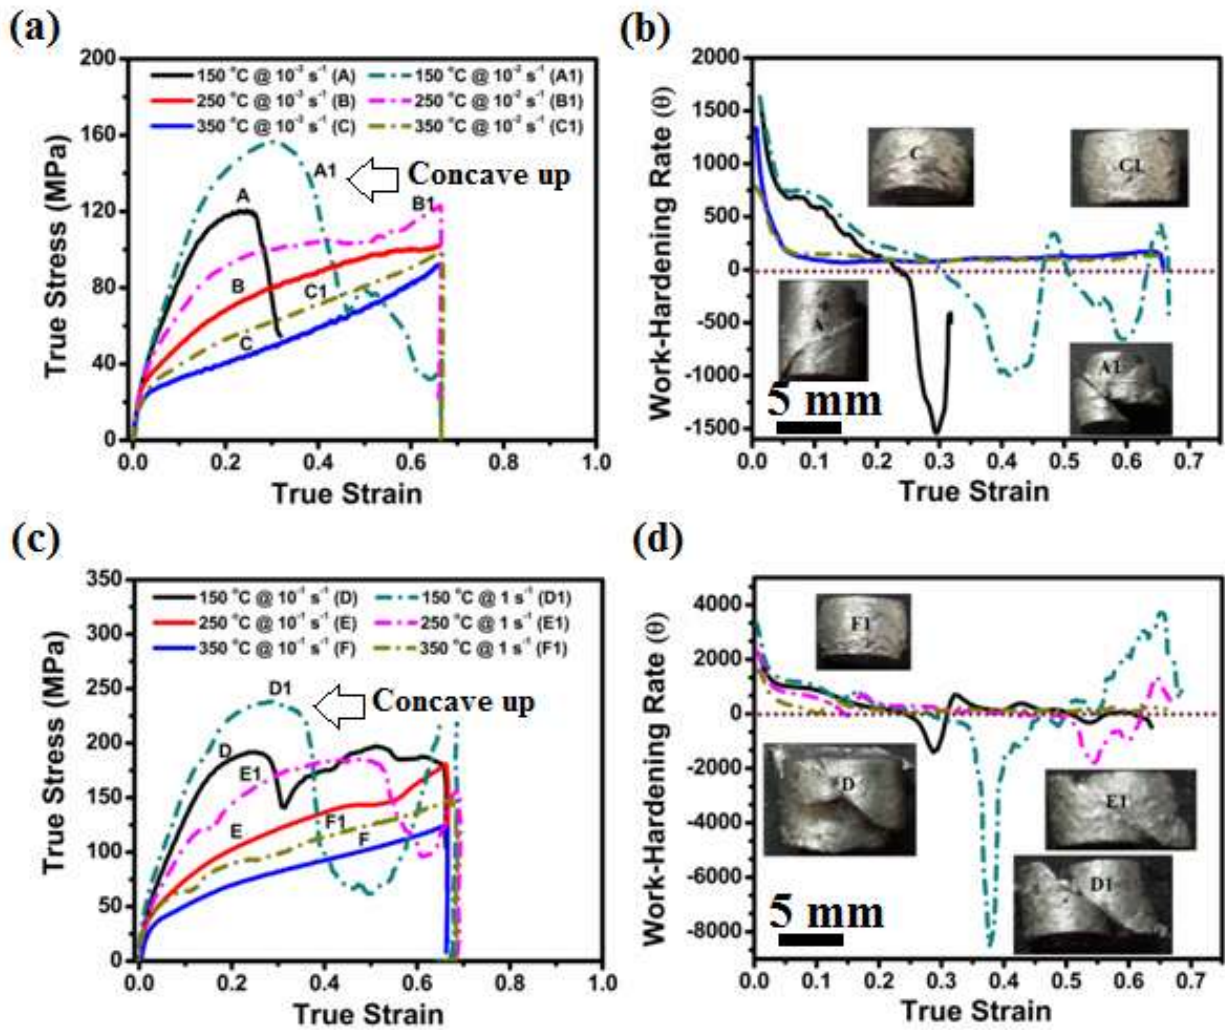 (a)
200
160
120
80
40
0
True Stress (MPa)
150 °C @ 10⁻³ s⁻¹ (A)
250 °C @ 10⁻³ s⁻¹ (B)
350 °C @ 10⁻³ s⁻¹ (C)
150 °C @ 10⁻² s⁻¹ (A1)
250 °C @ 10⁻² s⁻¹ (B1)
350 °C @ 10⁻² s⁻¹ (C1)
A1
Concave up
A
B1
B
C1
C
0.0 0.2 0.4 0.6 0.8 1.0
True Strain
(b)
2000
1500
1000
500
0
-500
-1000
-1500
Work-Hardening Rate (θ)
C
C1
A
A1
5 mm
0.0 0.1 0.2 0.3 0.4 0.5 0.6 0.7
True Strain
(c)
350
300
250
200
150
100
50
0
True Stress (MPa)
150 °C @ 10⁻¹ s⁻¹ (D)
250 °C @ 10⁻¹ s⁻¹ (E)
350 °C @ 10⁻¹ s⁻¹ (F)
150 °C @ 1 s⁻¹ (D1)
250 °C @ 1 s⁻¹ (E1)
350 °C @ 1 s⁻¹ (F1)
D1
Concave up
D
E1
E
F1
F
0.0 0.2 0.4 0.6 0.8 1.0
True Strain
(d)
4000
2000
0
-2000
-4000
-6000
-8000
Work-Hardening Rate (θ)
F1
D
E1
D1
5 mm
0.0 0.1 0.2 0.3 0.4 0.5 0.6 0.7
True Strain